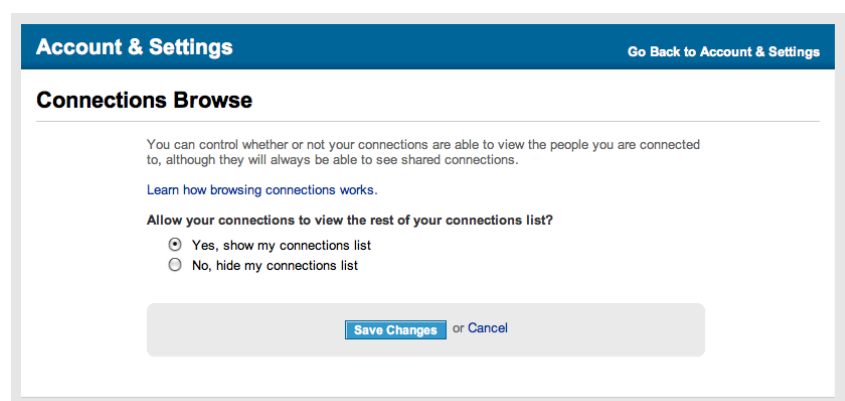 Account & Settings
Go Back to Account & Settings
Connections Browse
You can control whether or not your connections are able to view the people you are connected
to, although they will always be able to see shared connections.
Learn how browsing connections works.
Allow your connections to view the rest of your connections list?
Yes, show my connections list
No, hide my connections list
Save Changes or Cancel